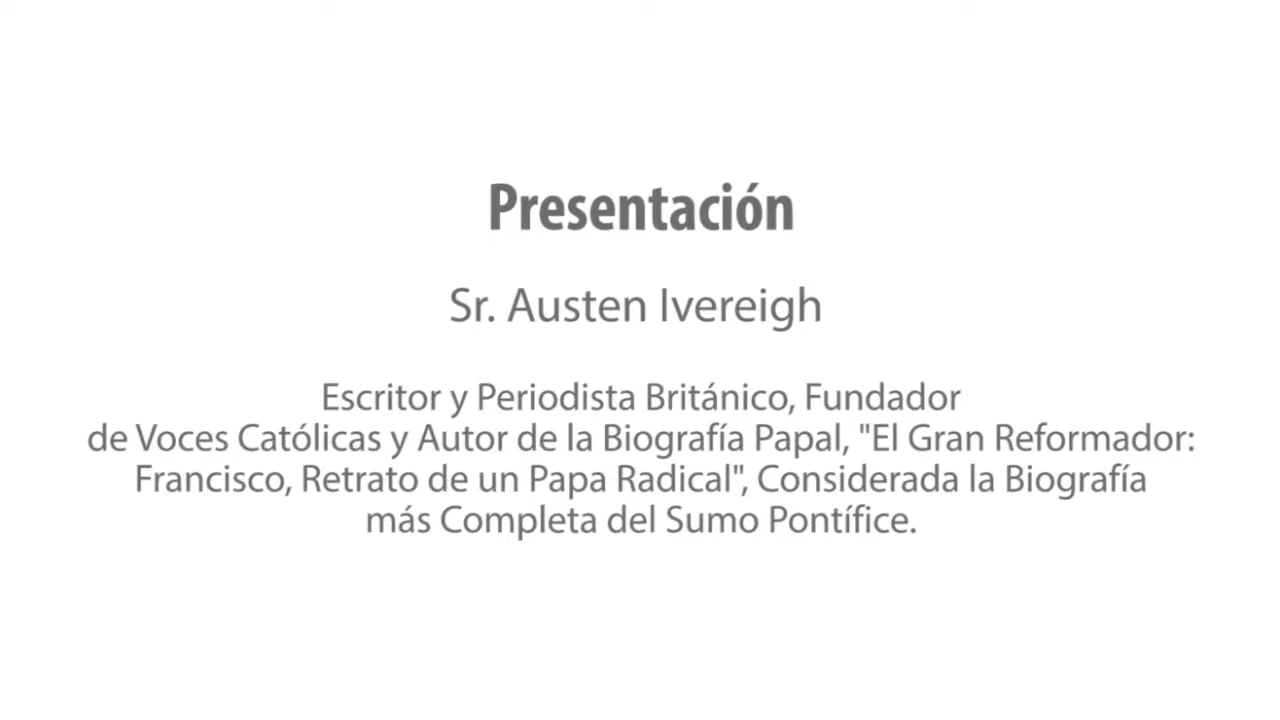 Presentación
Sr. Austen Ivereigh
Escritor y Periodista Británico, Fundador
de Voces Católicas y Autor de la Biografía Papal, "El Gran Reformador:
Francisco, Retrato de un Papa Radical", Considerada la Biografía
más Completa del Sumo Pontífice.